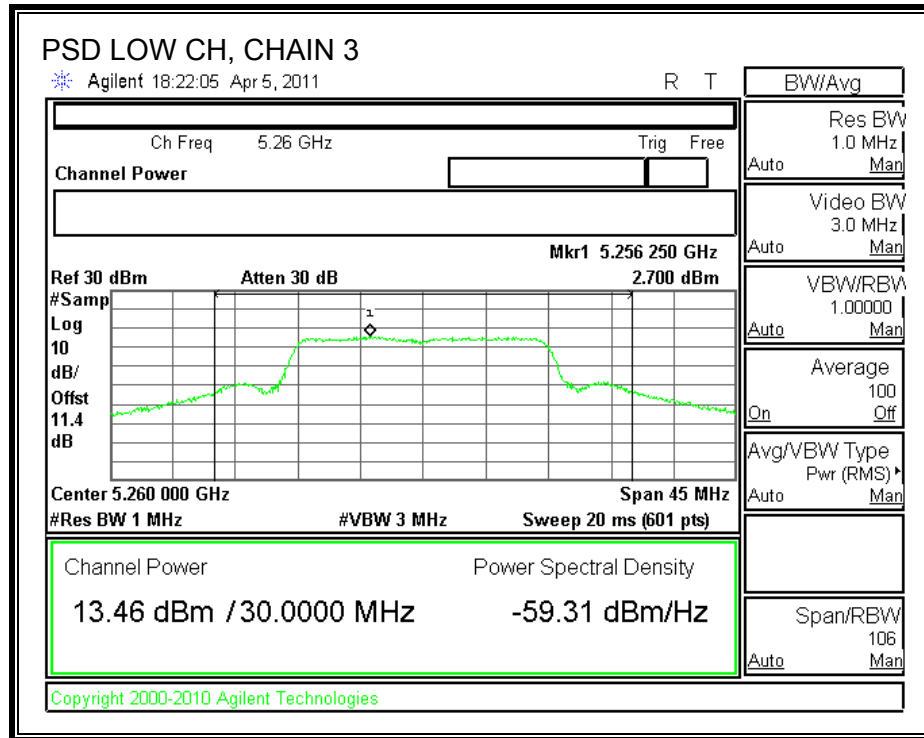 PSD LOW CH, CHAIN 3
Agilent 18:22:05 Apr 5, 2011 R T
Ch Freq 5.26 GHz Trig Free
Channel Power
Mkr1 5.256 250 GHz
Ref 30 dBm Atten 30 dB 2.700 dBm
#Samp
Log
10
dB/
Offst
11.4
dB
1
Center 5.260 000 GHz Span 45 MHz
#Res BW 1 MHz #VBW 3 MHz Sweep 20 ms (601 pts)
Channel Power Power Spectral Density
13.46 dBm / 30.0000 MHz -59.31 dBm/Hz
Copyright 2000-2010 Agilent Technologies
BW/Avg
Res BW
1.0 MHz
Auto Man
Video BW
3.0 MHz
Auto Man
VBW/RBW
1.00000
Auto Man
Average
100
On Off
Avg/VBW Type
Pwr (RMS)
Auto Man
Span/RBW
106
Auto Man